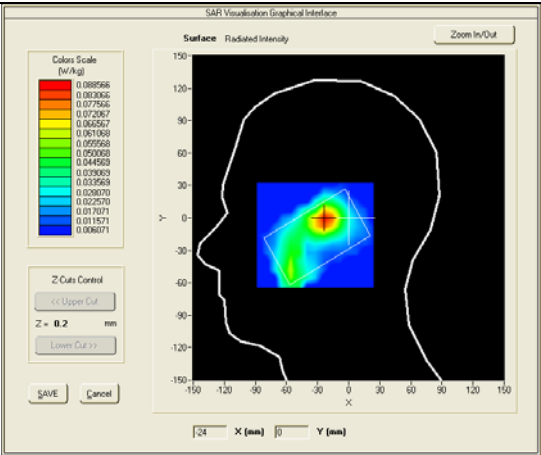 SAR Visualisation Graphical Interface
Surface Radiated Intensity
Zoom In/Out
Colors Scale
(W/kg)
0.088566
0.083066
0.077566
0.072067
0.066567
0.061068
0.055568
0.050068
0.044569
0.039069
0.033569
0.028070
0.022570
0.017071
0.011571
0.006071
Z-Cuts Control
<< Upper Cut
Z = 0.2 mm
Lower Cut >>
SAVE Cancel
150
120
90
60
30
0
-30
-60
-90
-120
-150
Y
-150 -120 -90 -60 -30 0 30 60 90 120 150
X
-24 X (mm) 0 Y (mm)